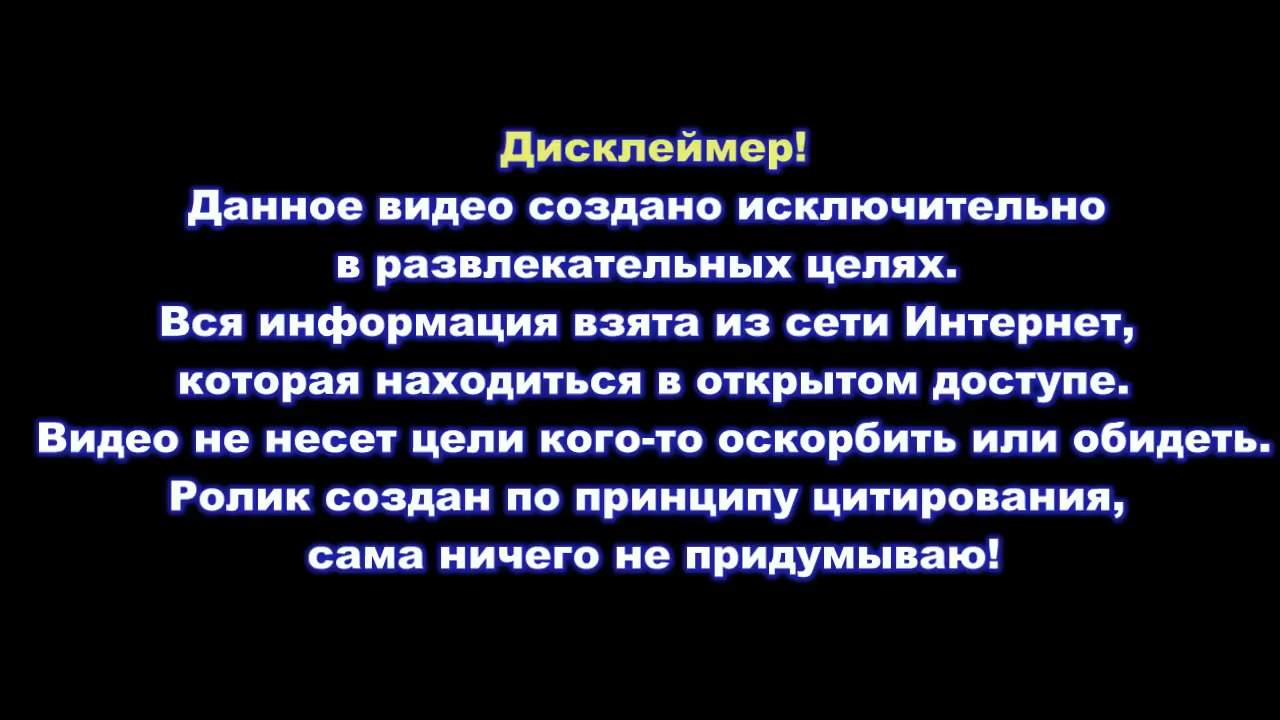 Дисклеймер!
Данное видео создано исключительно
в развлекательных целях.
Вся информация взята из сети Интернет,
которая находиться в открытом доступе.
Видео не несет цели кого-то оскорбить или обидеть.
Ролик создан по принципу цитирования,
сама ничего не придумываю!